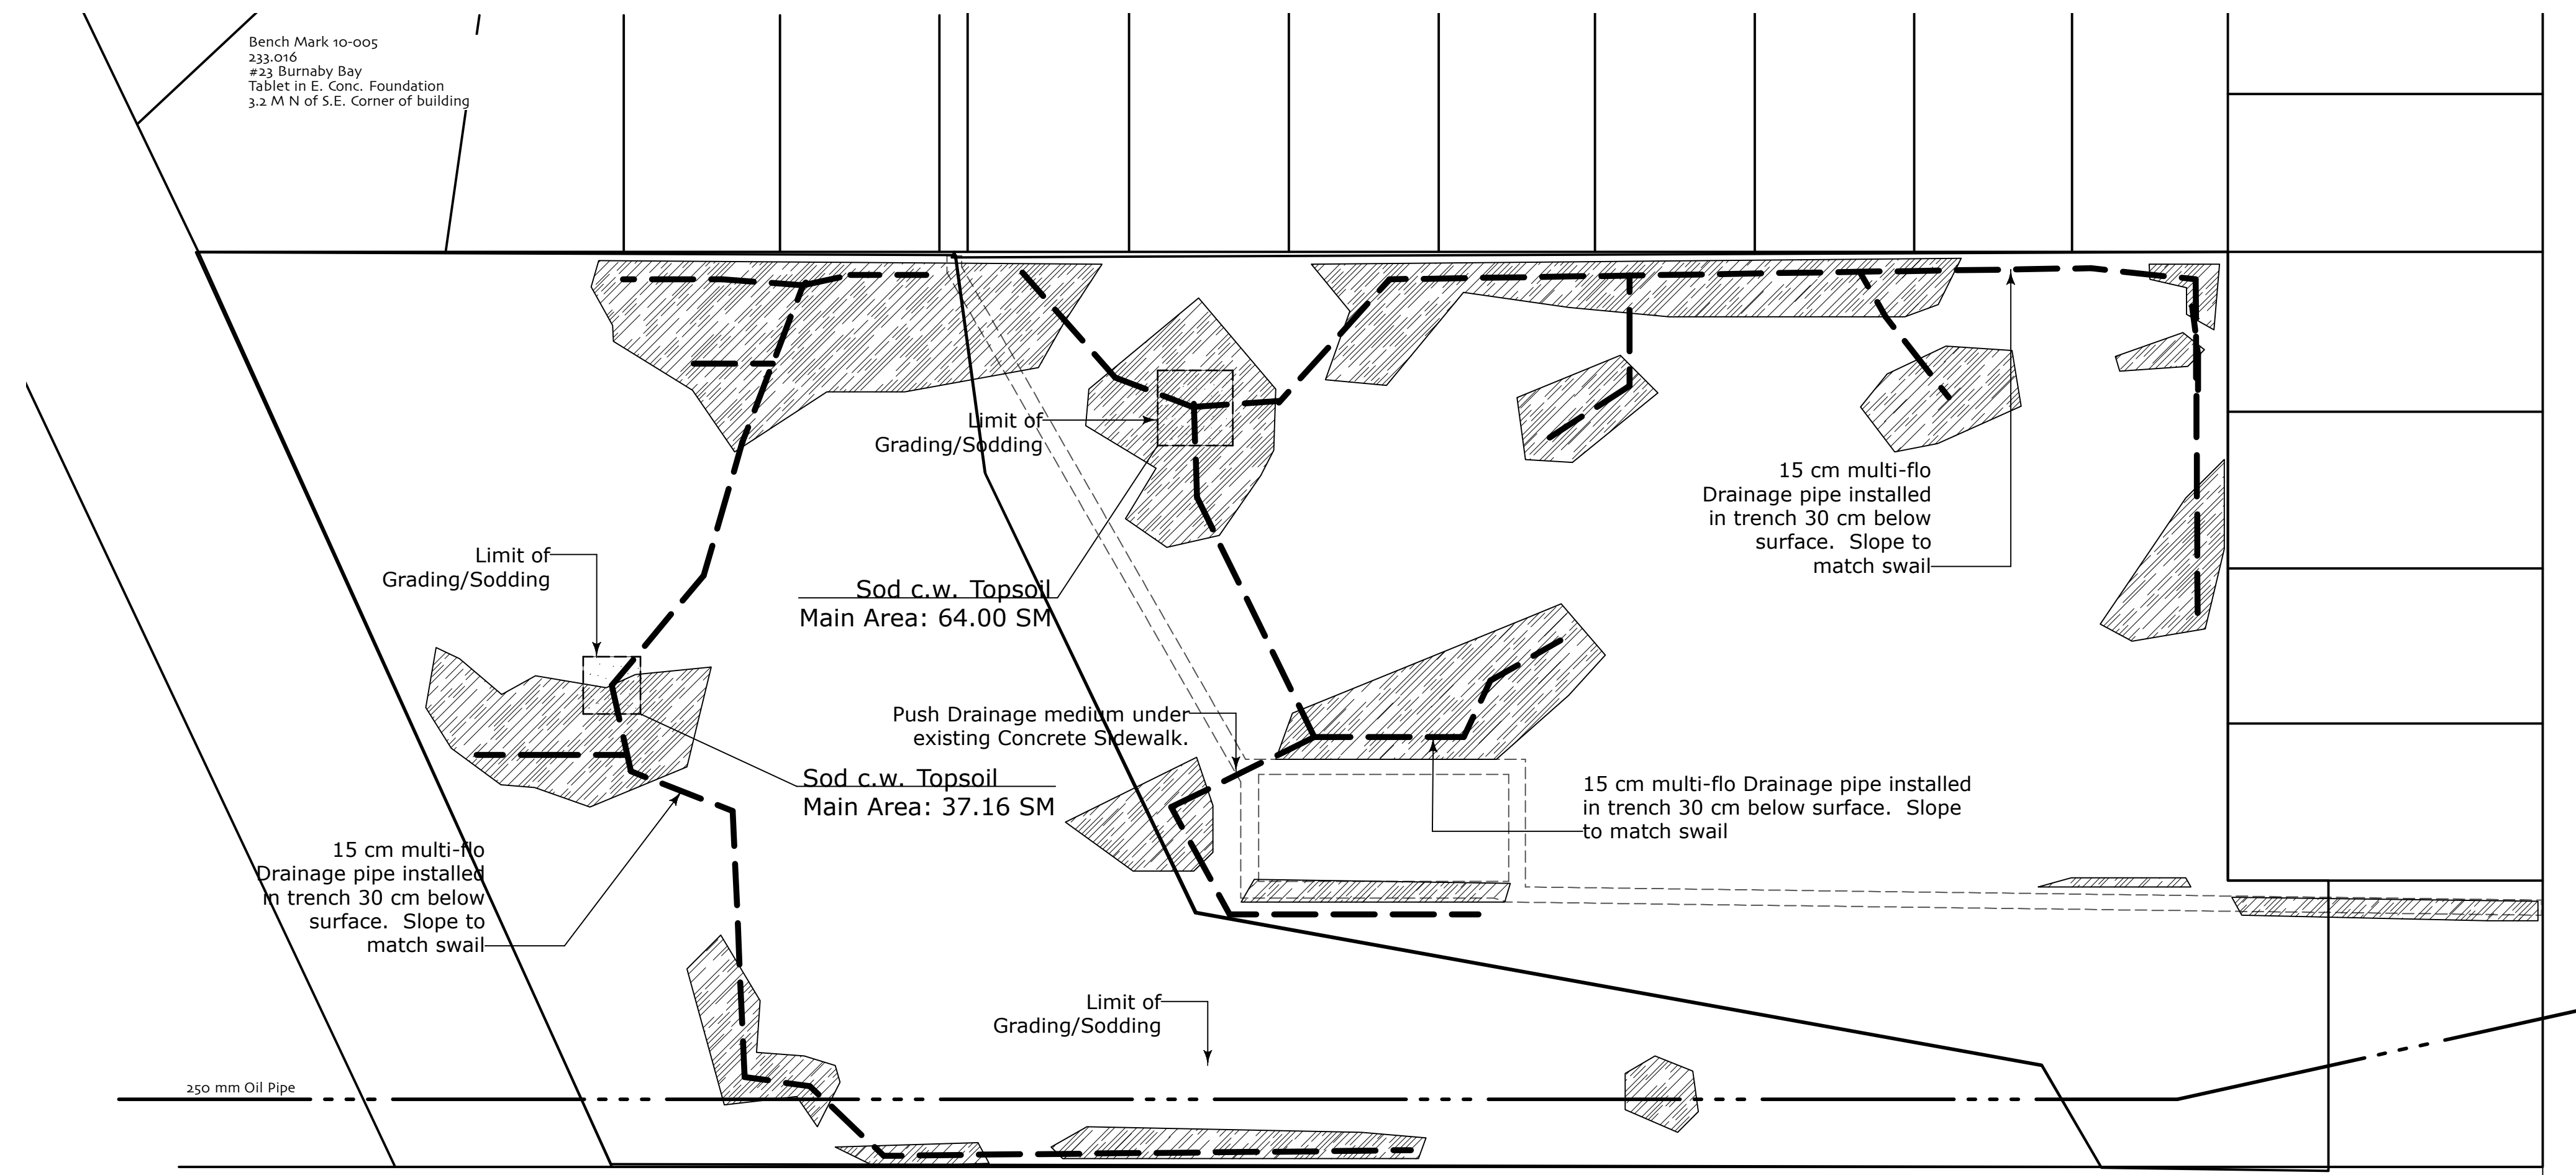 Bench Mark 10-005
233.016
#23 Burnaby Bay
Tablet in E. Conc. Foundation
3.2 M N of S.E. Corner of building
Limit of
Grading/Sodding
15 cm multi-flo
Drainage pipe installed
in trench 30 cm below
surface. Slope to
match swail
Limit of
Grading/Sodding
Sod c.w. Topsoil
Main Area: 64.00 SM
Push Drainage medium under
existing Concrete Sidewalk.
Sod c.w. Topsoil
Main Area: 37.16 SM
15 cm multi-flo Drainage pipe installed
in trench 30 cm below surface. Slope
to match swail
15 cm multi-flo
Drainage pipe installed
in trench 30 cm below
surface. Slope to
match swail
Limit of
Grading/Sodding
250 mm Oil Pipe